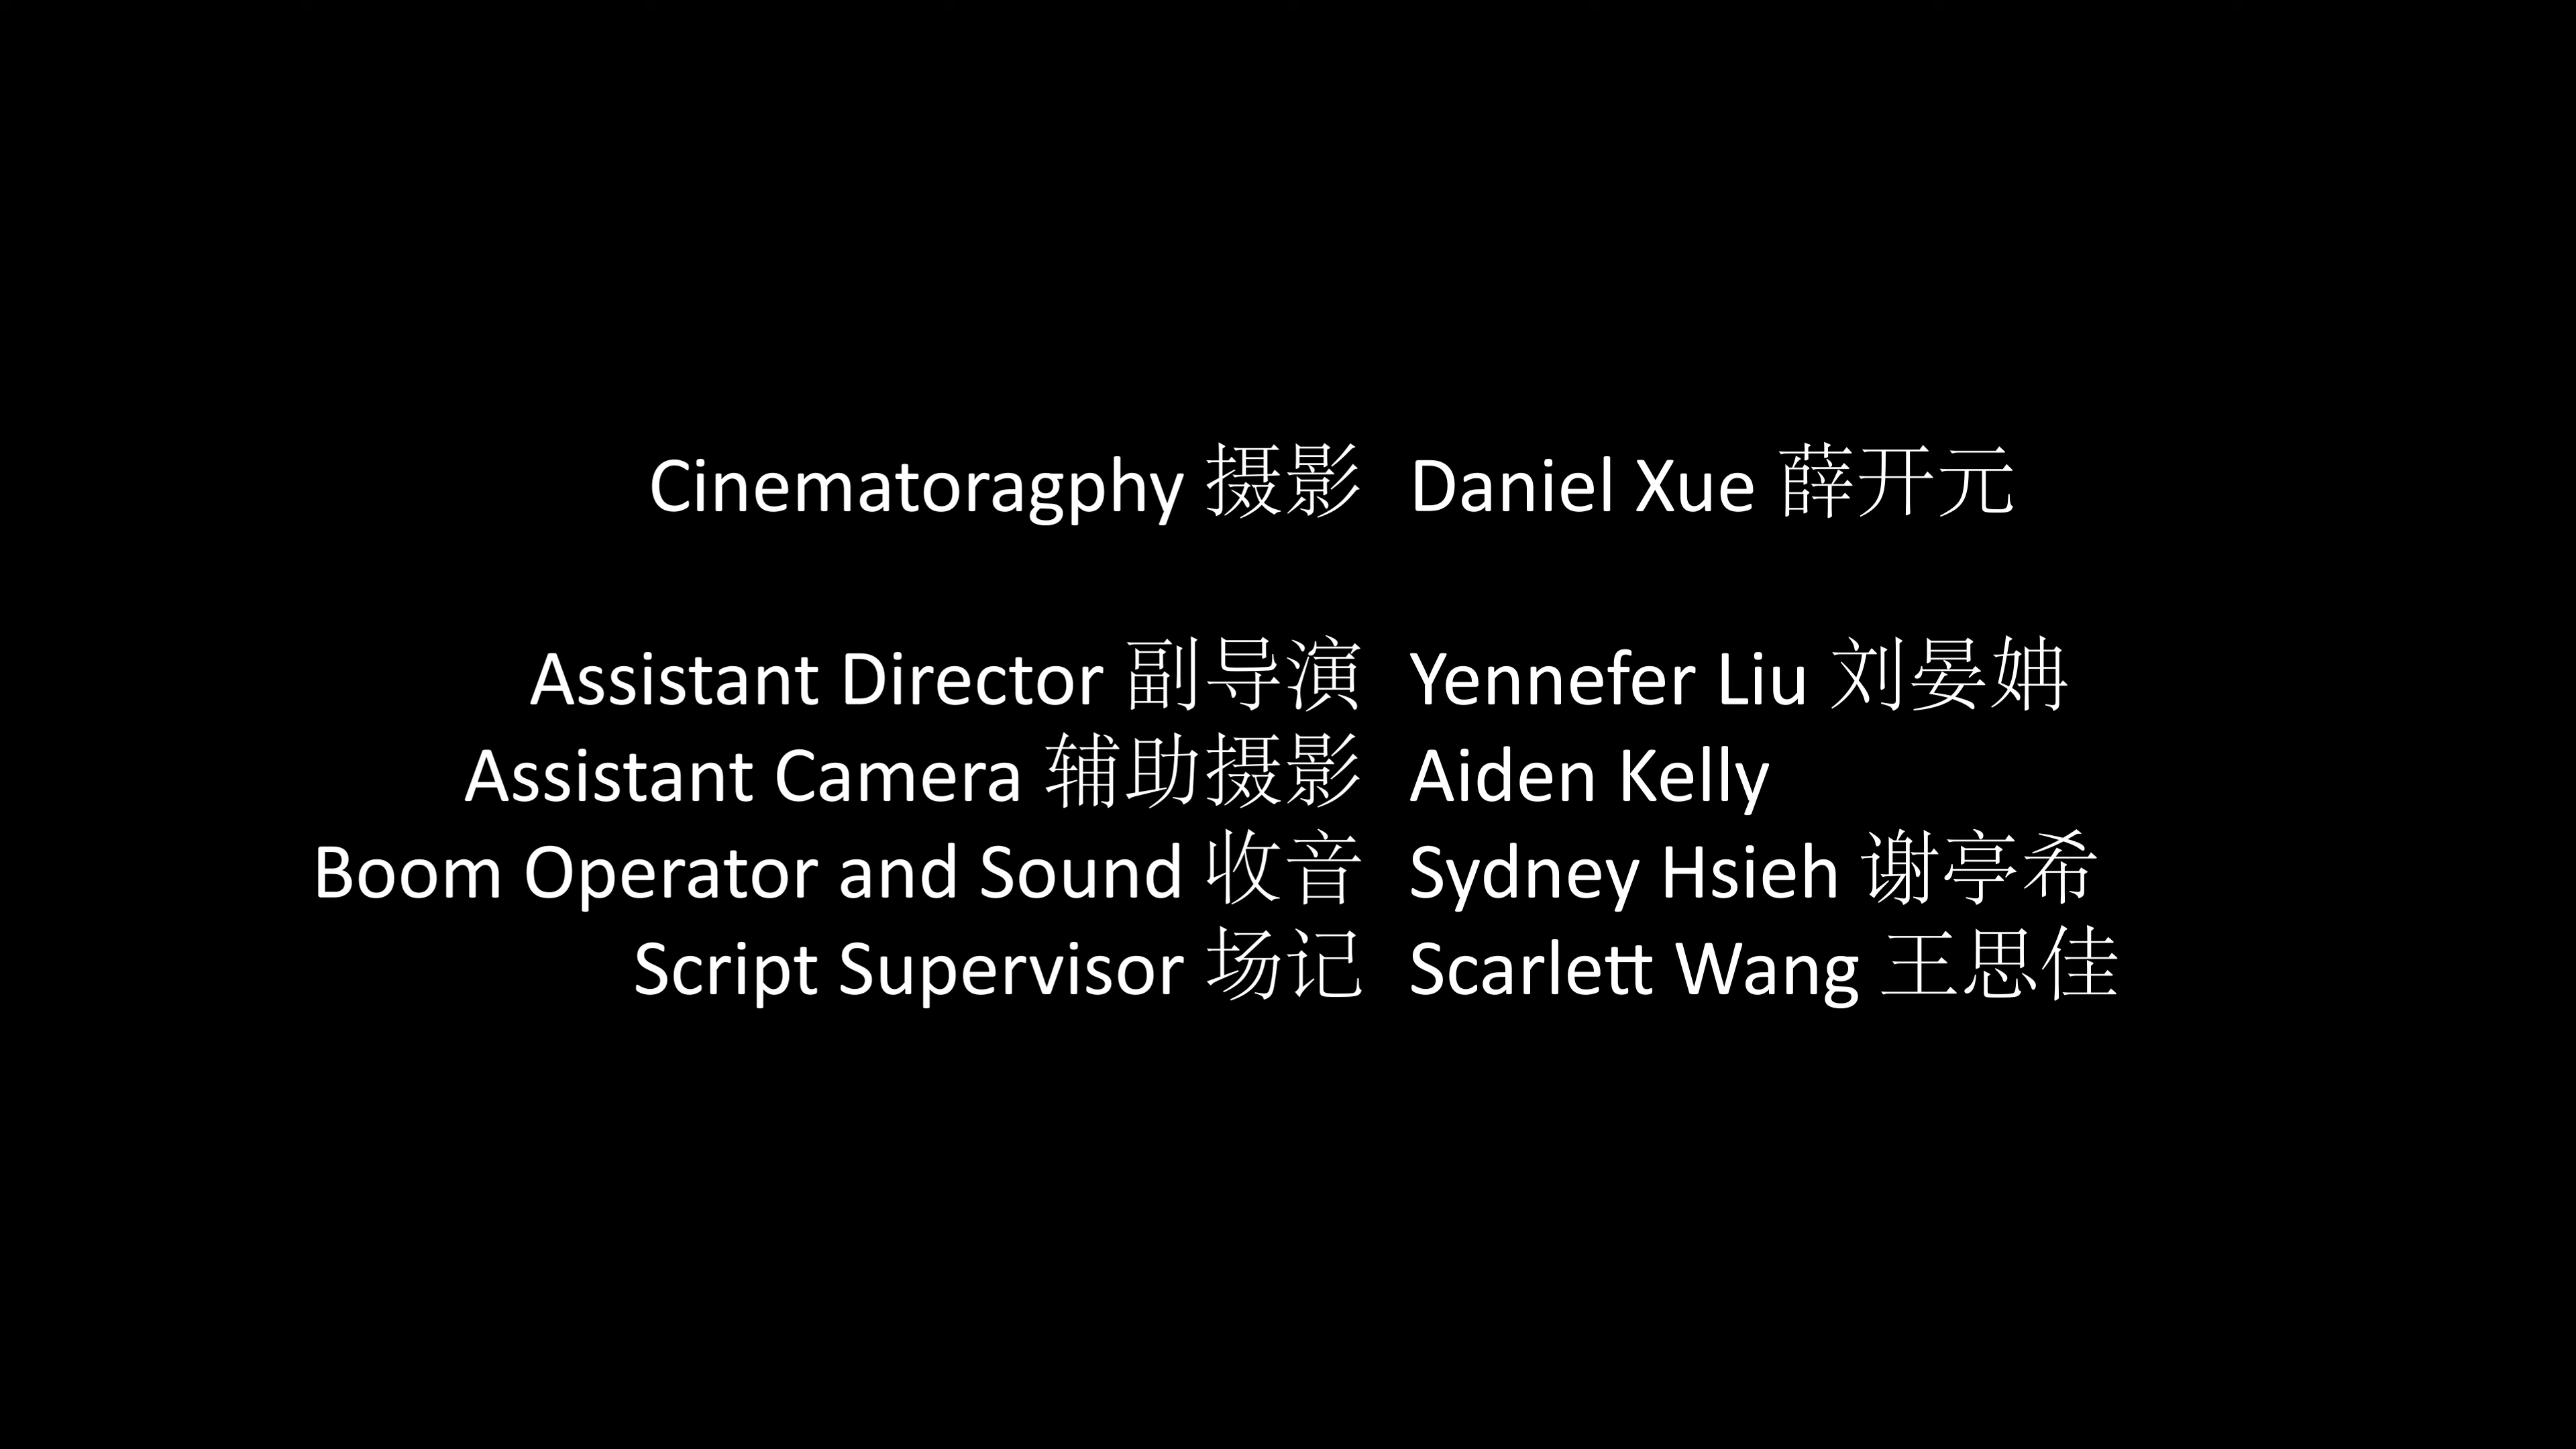 Cinematoragphy 摄影 Daniel Xue 薛开元
Assistant Director 副导演 Yennefer Liu 刘晏姌
Assistant Camera 辅助摄影 Aiden Kelly
Boom Operator and Sound 收音 Sydney Hsieh 谢亭希
Script Supervisor 场记 Scarlett Wang 王思佳